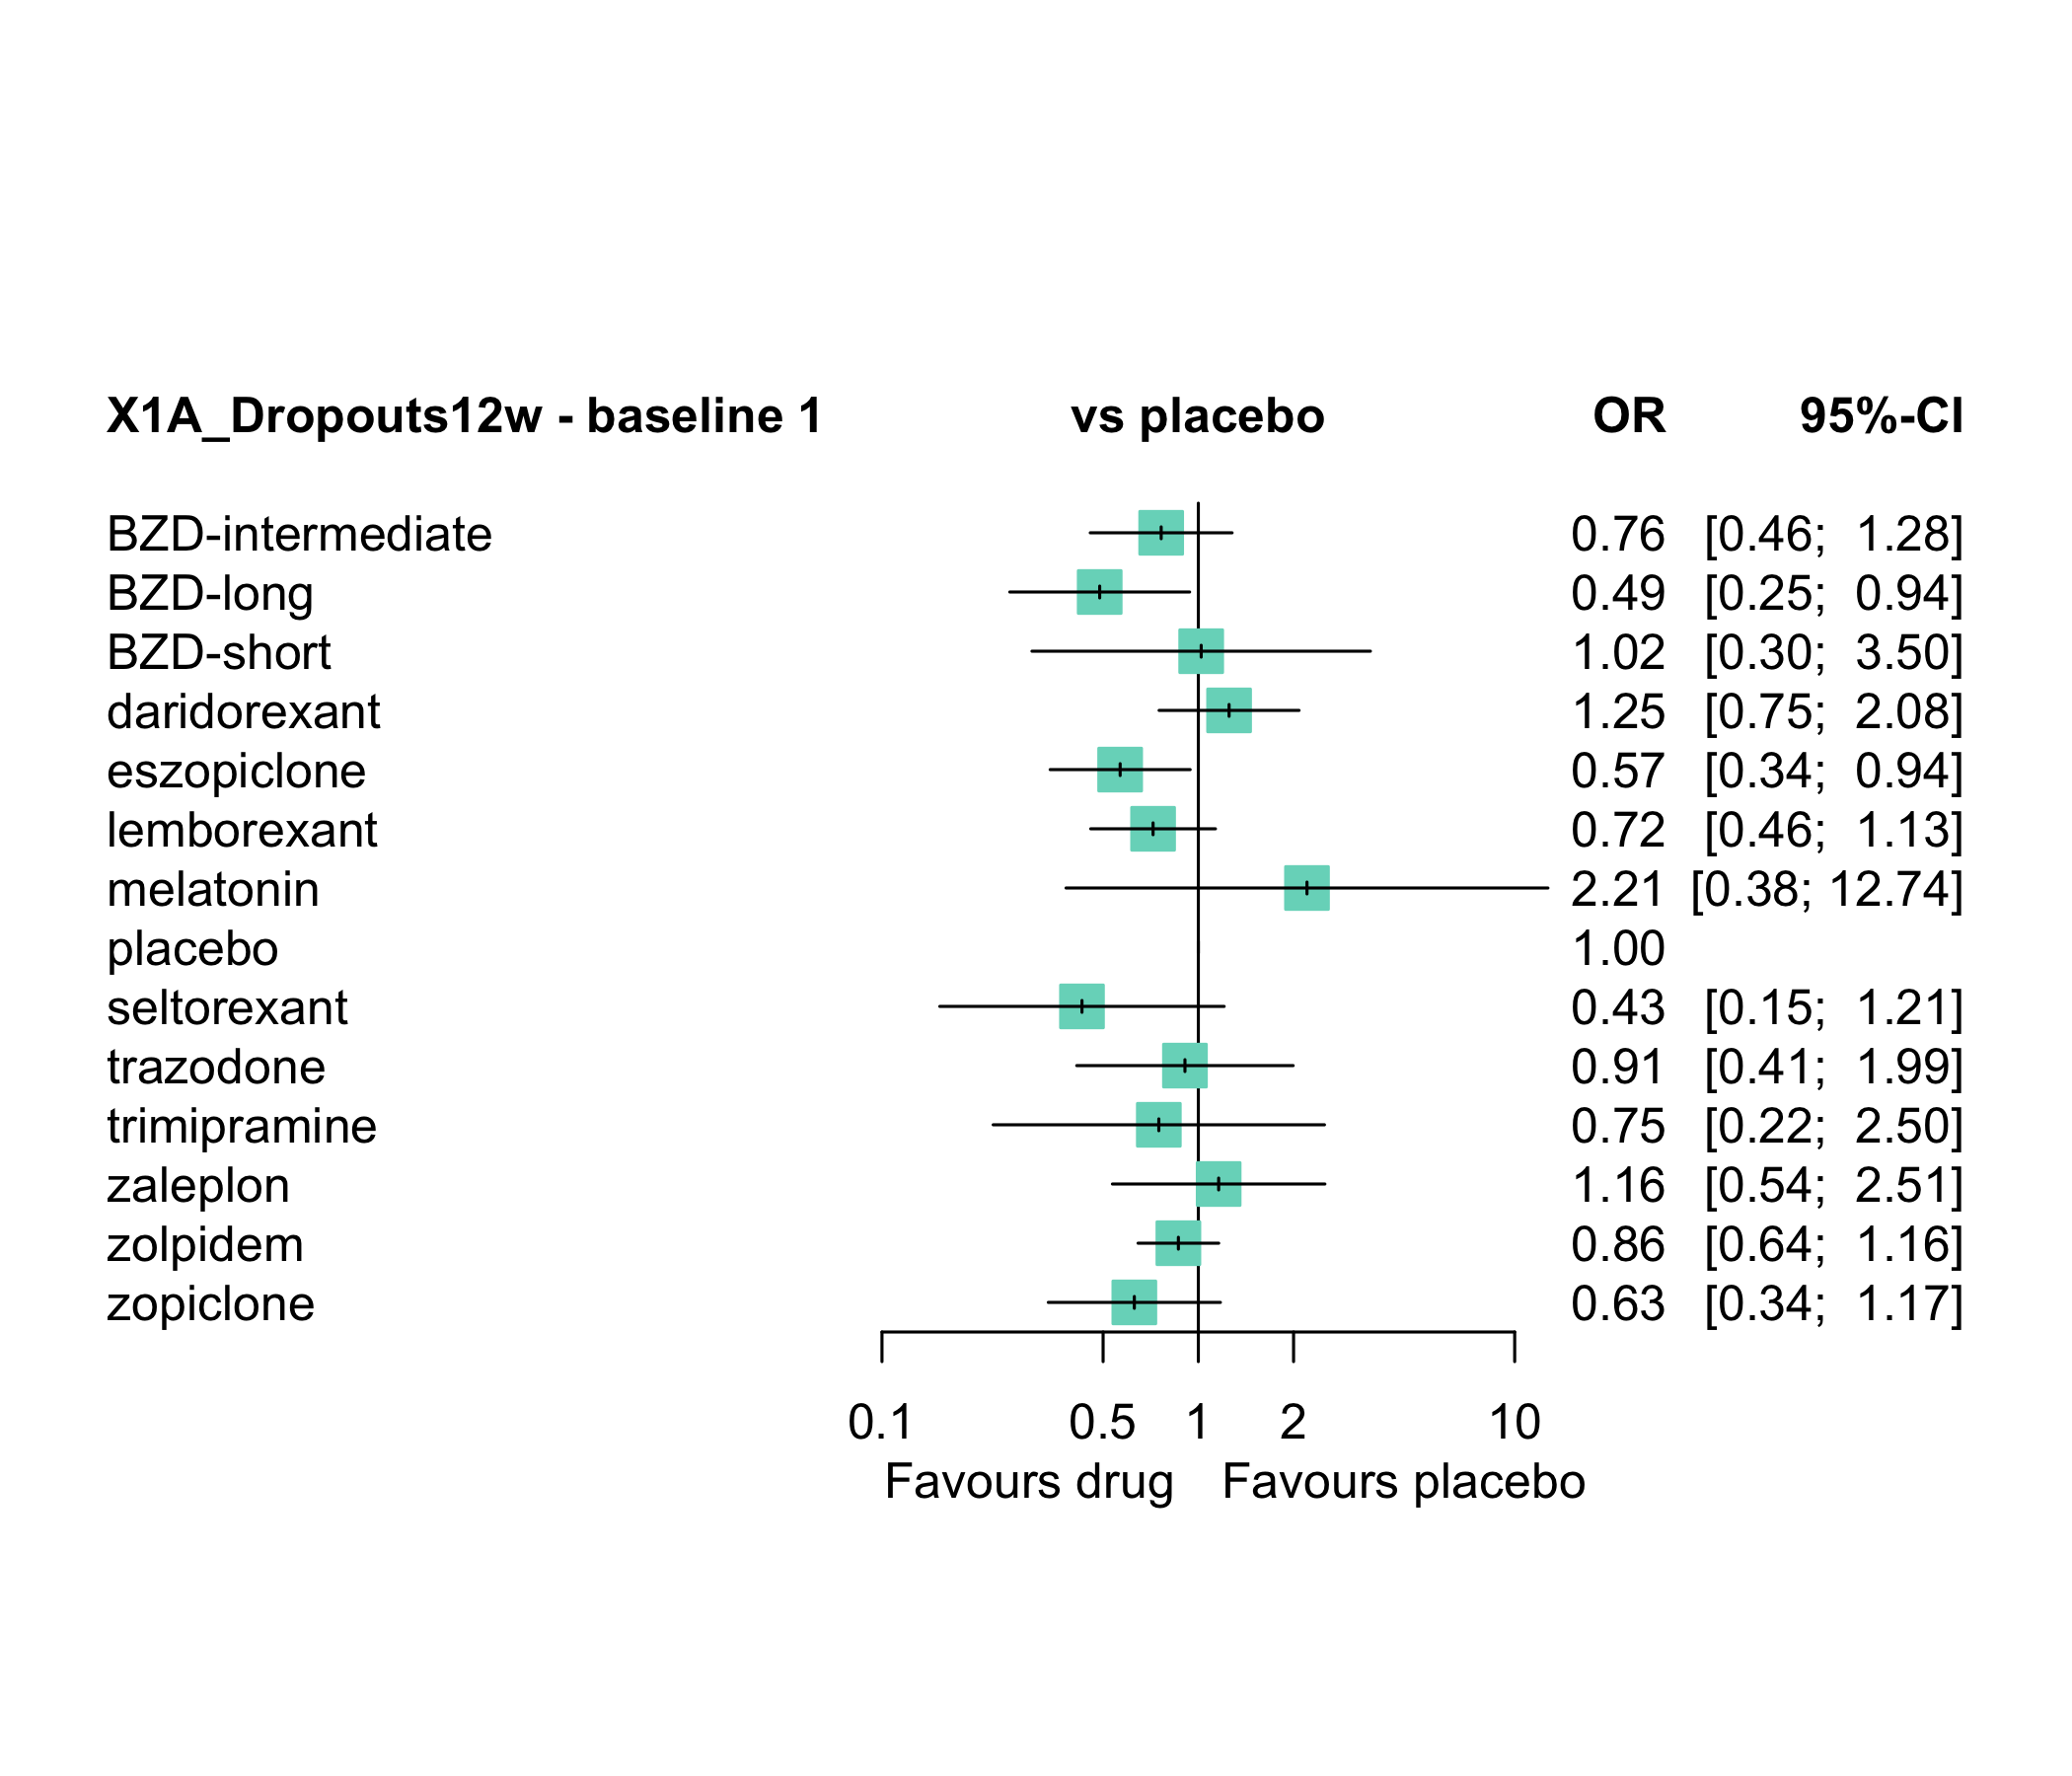 X1A_Dropouts12w - baseline 1 vs placebo OR 95%-CI
BZD-intermediate 0.76 [0.46; 1.28]
BZD-long 0.49 [0.25; 0.94]
BZD-short 1.02 [0.30; 3.50]
daridorexant 1.25 [0.75; 2.08]
eszopiclone 0.57 [0.34; 0.94]
lemborexant 0.72 [0.46; 1.13]
melatonin 2.21 [0.38; 12.74]
placebo 1.00
seltorexant 0.43 [0.15; 1.21]
trazodone 0.91 [0.41; 1.99]
trimipramine 0.75 [0.22; 2.50]
zaleplon 1.16 [0.54; 2.51]
zolpidem 0.86 [0.64; 1.16]
zopiclone 0.63 [0.34; 1.17]
0.1 0.5 1 2 10
Favours drug Favours placebo